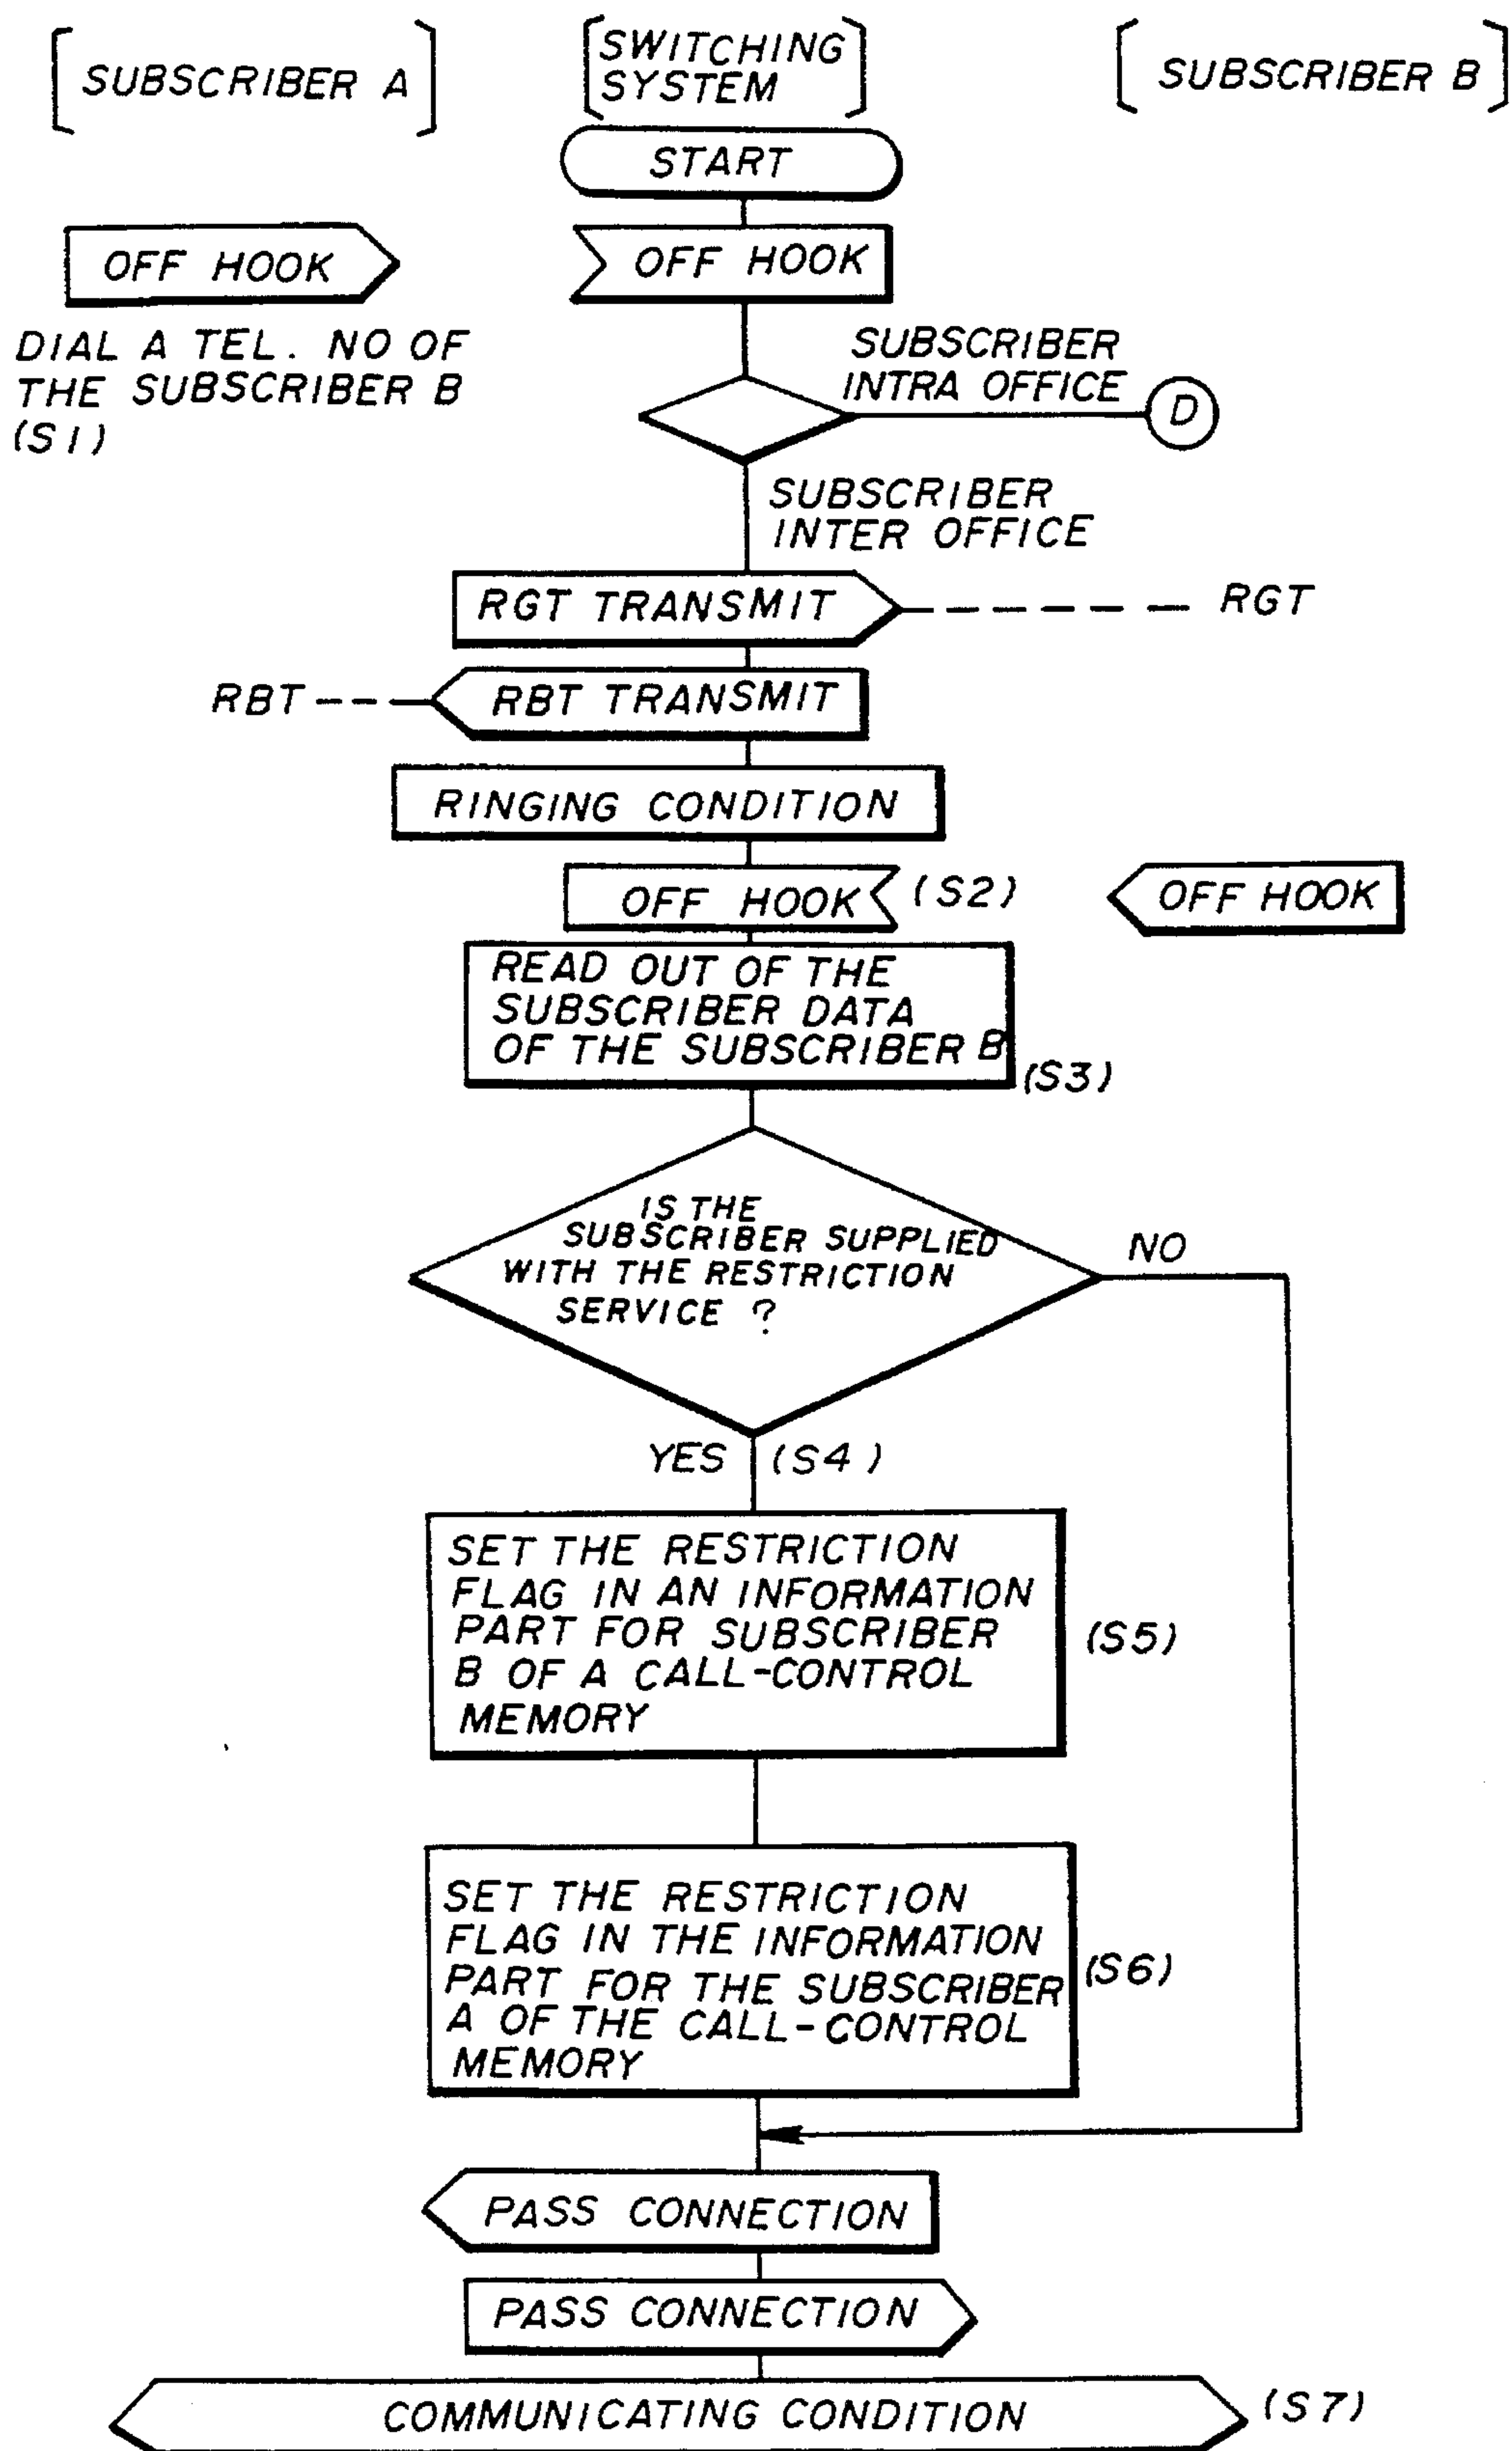 SUBSCRIBER A
SWITCHING
SYSTEM
SUBSCRIBER B
START
OFF HOOK
OFF HOOK
DIAL A TEL. NO OF
THE SUBSCRIBER B
(S1)
SUBSCRIBER
INTRA OFFICE
D
SUBSCRIBER
INTER OFFICE
RGT TRANSMIT
RGT
RBT
RBT TRANSMIT
RINGING CONDITION
OFF HOOK
(S2)
OFF HOOK
READ OUT OF THE
SUBSCRIBER DATA
OF THE SUBSCRIBER B
(S3)
IS THE
SUBSCRIBER SUPPLIED
WITH THE RESTRICTION
SERVICE ?
NO
YES
(S4)
SET THE RESTRICTION
FLAG IN AN INFORMATION
PART FOR SUBSCRIBER
B OF A CALL-CONTROL
MEMORY
(S5)
SET THE RESTRICTION
FLAG IN THE INFORMATION
PART FOR THE SUBSCRIBER
A OF THE CALL-CONTROL
MEMORY
(S6)
PASS CONNECTION
PASS CONNECTION
COMMUNICATING CONDITION
(S7)